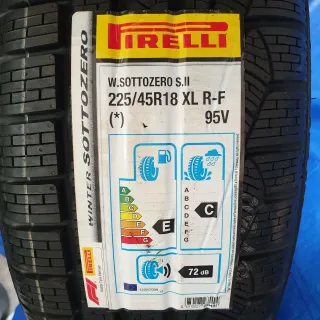 PIRELLI
W.SOTTOZERO S.II
225/45R18 XL R-F
(*) 95V
WINTER SOTTOZERO
A
B
C
D
E
F
G
E
A
B
C
D
E
F
G
C
72 dB
PIRELLI